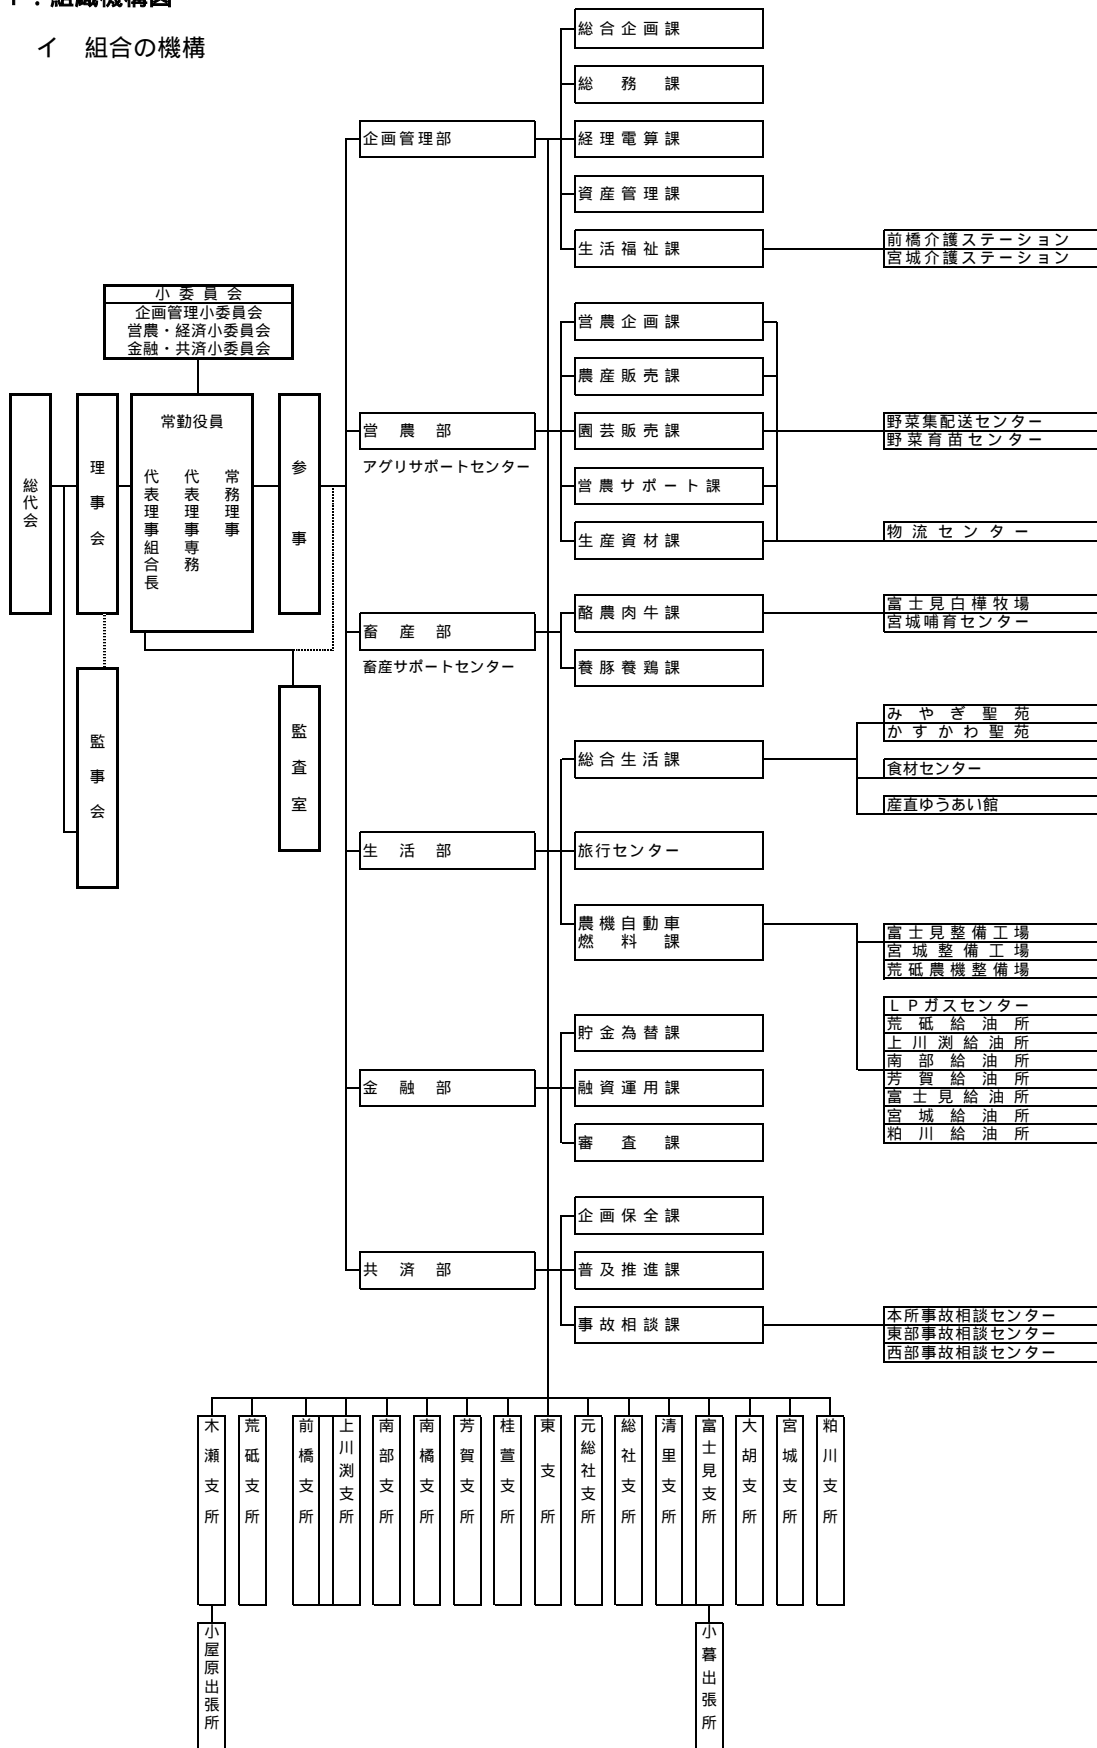 1．組織機構図
イ　組合の機構
総合企画課
総務課
企画管理部
経理電算課
資産管理課
生活福祉課
前橋介護ステーション
宮城介護ステーション
小委員会
企画管理小委員会
営農・経済小委員会
金融・共済小委員会
総代会
理事会
常勤役員
代表理事組合長
代表理事専務
常務理事
参事
監事会
監査室
営農企画課
農産販売課
営農部
アグリサポートセンター
園芸販売課
営農サポート課
生産資材課
野菜集配送センター
野菜育苗センター
物流センター
畜産部
畜産サポートセンター
酪農肉牛課
養豚養鶏課
富士見白樺牧場
宮城哺育センター
総合生活課
みやぎ聖苑
かすかわ聖苑
食材センター
産直ゆうあい館
生活部
旅行センター
農機自動車
燃料課
富士見整備工場
宮城整備工場
荒砥農機整備場
LPガスセンター
荒砥給油所
上川渕給油所
南部給油所
芳賀給油所
富士見給油所
宮城給油所
粕川給油所
貯金為替課
金融部
融資運用課
審査課
企画保全課
共済部
普及推進課
事故相談課
本所事故相談センター
東部事故相談センター
西部事故相談センター
木瀬支所
荒砥支所
前橋支所
上川渕支所
南部支所
南橘支所
芳賀支所
桂萱支所
東支所
元総社支所
総社支所
清里支所
富士見支所
大胡支所
宮城支所
粕川支所
小屋原出張所
小暮出張所